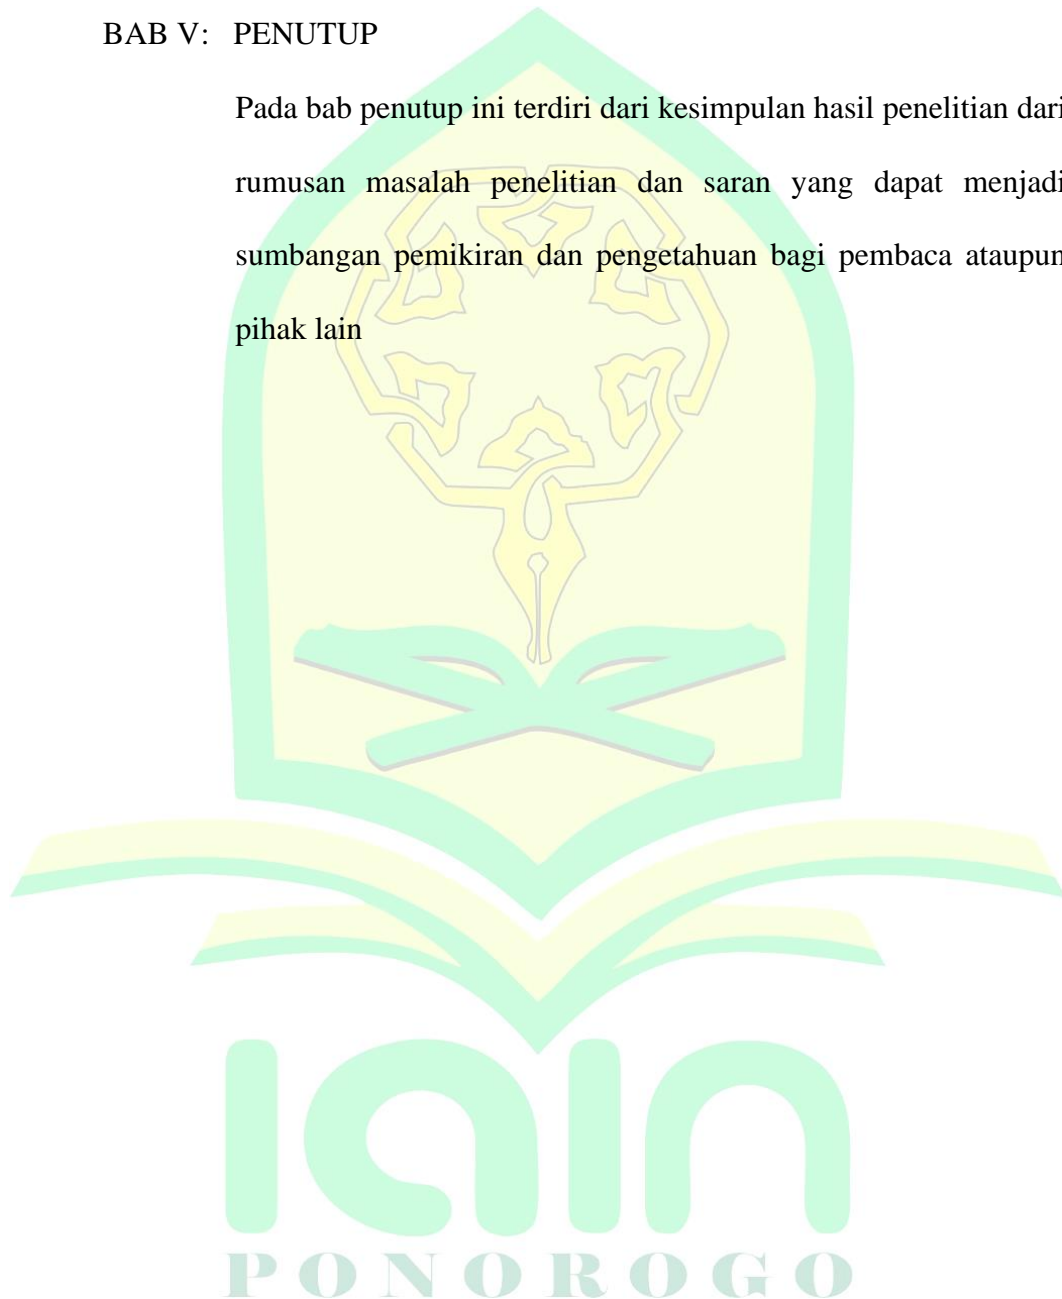 BAB V: PENUTUP
Pada bab penutup ini terdiri dari kesimpulan hasil penelitian dari
rumusan masalah penelitian dan saran yang dapat menjadi
sumbangan pemikiran dan pengetahuan bagi pembaca ataupun
pihak lain
iain
PONOROGO